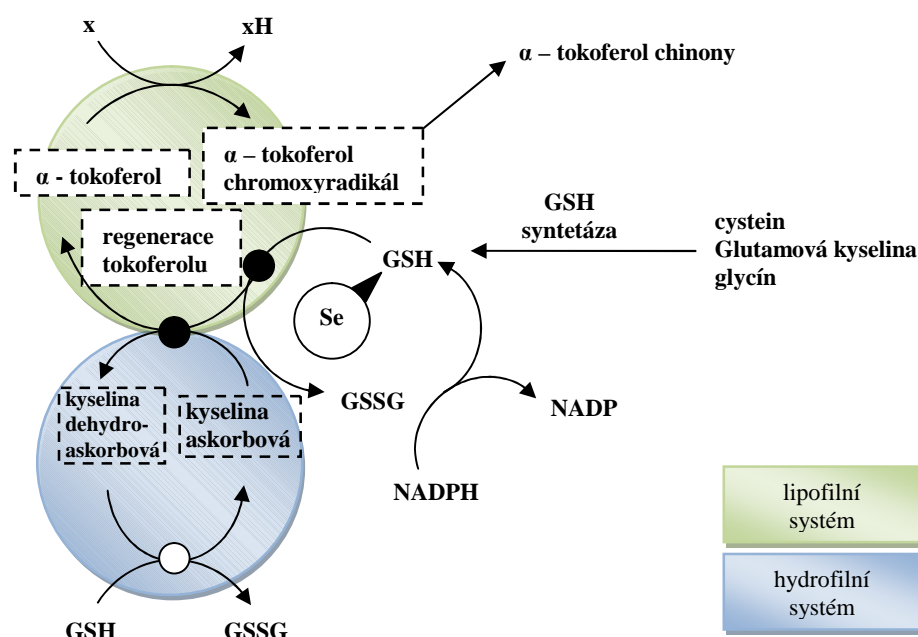 x
xH
α – tokoferol chinony
α - tokoferol
α – tokoferol
chromoxyradikál
regenerace
tokoferolu
GSH
GSH
syntetáza
cystein
Glutamová kyselina
glycín
Se
GSSG
NADP
NADPH
kyselina
dehydro-
askorbová
kyselina
askorbová
GSH
GSSG
lipofilní
systém
hydrofilní
systém